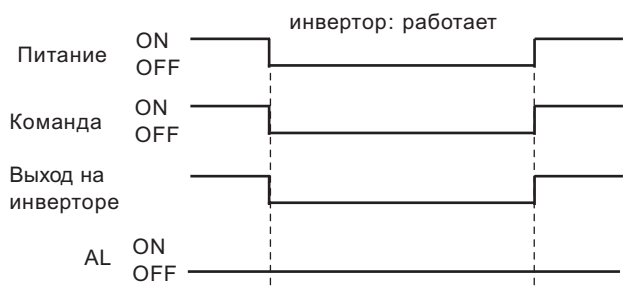 инвертор: работает
Питание
ON
OFF
Команда
ON
OFF
Выход на
инверторе
AL
ON
OFF